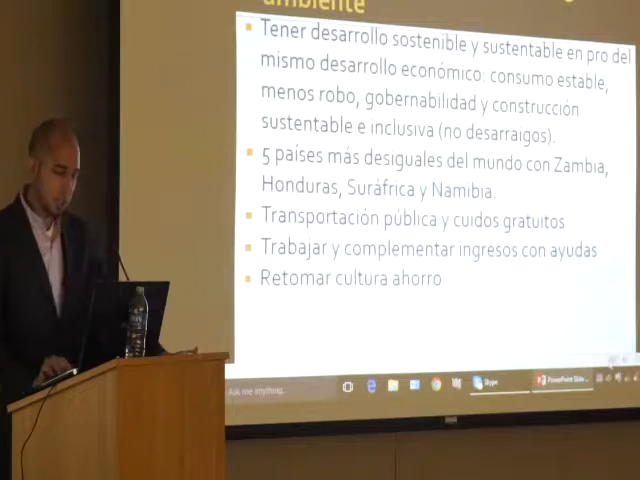 ambiente
Tener desarrollo sostenible y sustentable en pro del
mismo desarrollo económico: consumo estable,
menos robo, gobernabilidad y construcción
sustentable e inclusiva (no desarraigos).
5 países más desiguales del mundo con Zambia,
Honduras, Suráfrica y Namibia.
Transportación pública y cuidos gratuitos
Trabajar y complementar ingresos con ayudas
Retomar cultura ahorro
Ask me anything.
Skype
PowerPoint Slide...